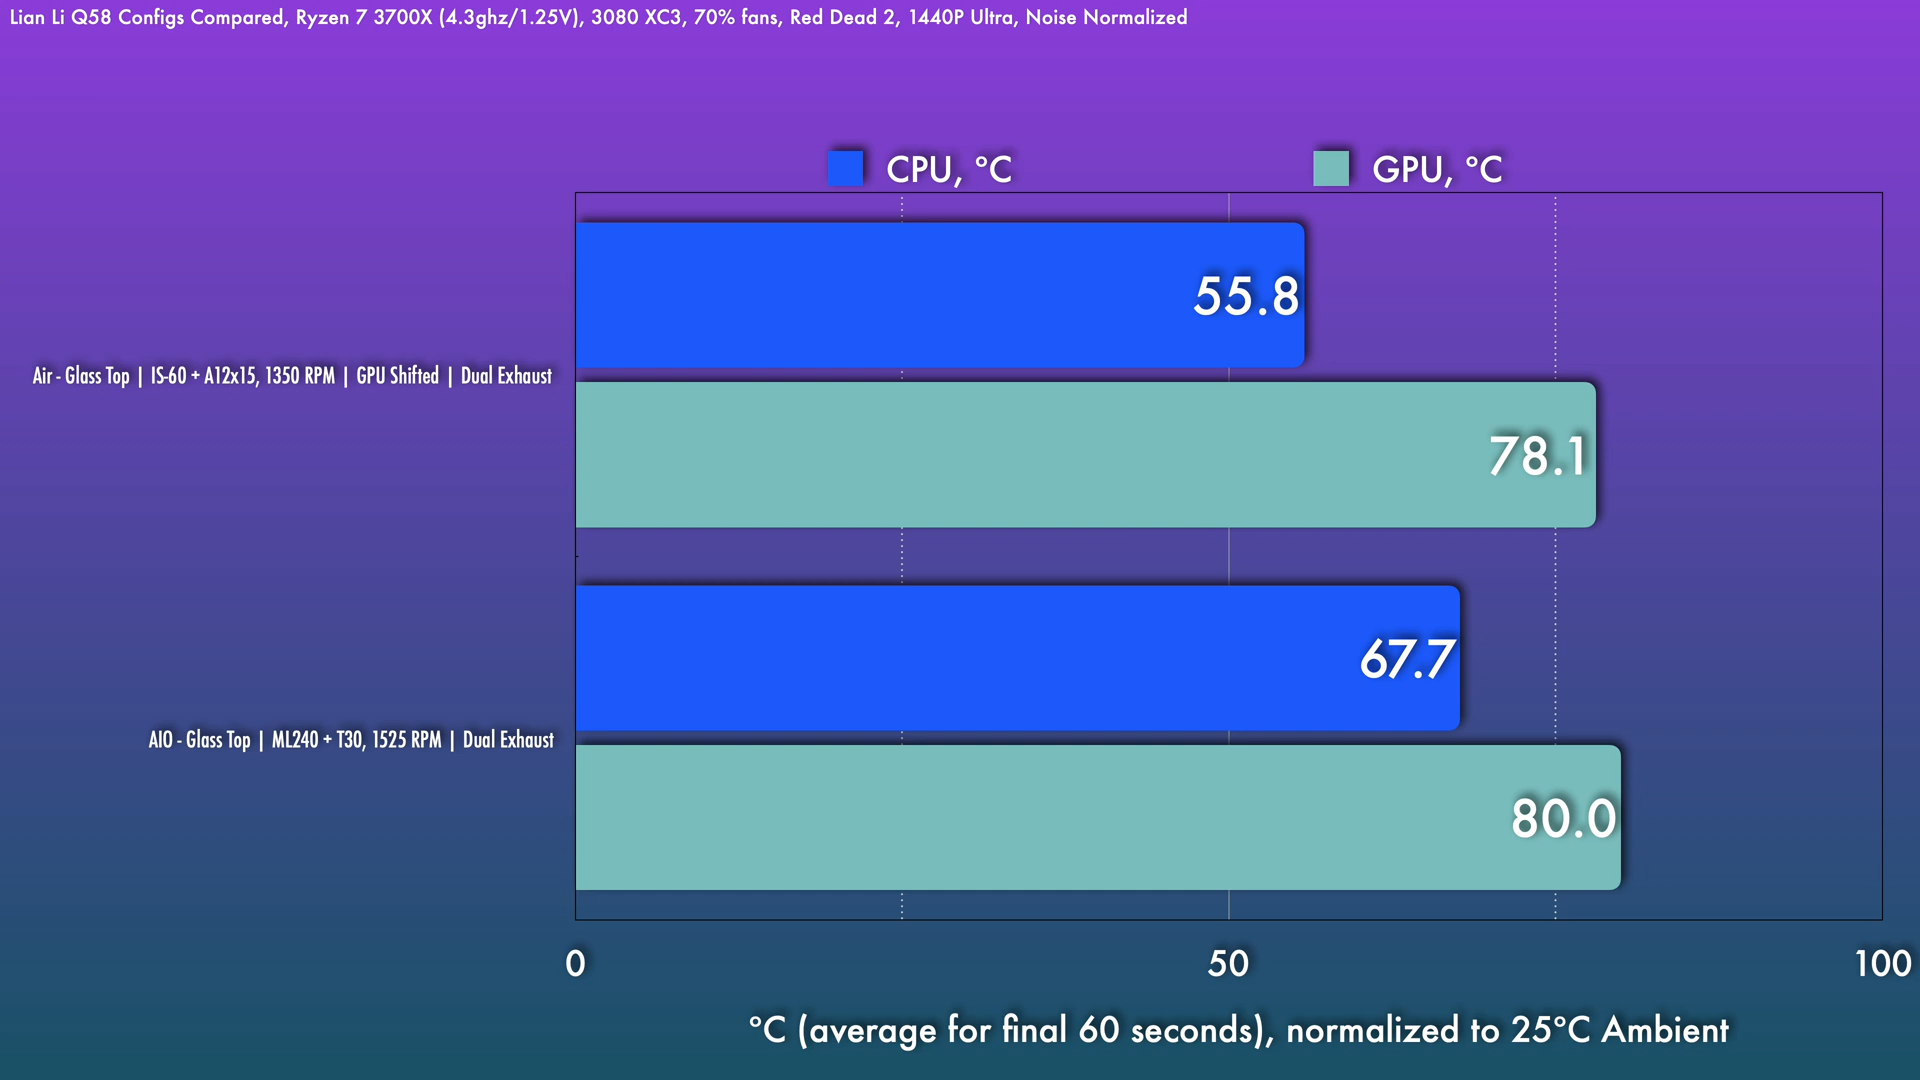 Lian Li Q58 Configs Compared, Ryzen 7 3700X (4.3ghz/1.25V), 3080 XC3, 70% fans, Red Dead 2, 1440P Ultra, Noise Normalized
CPU, °C
GPU, °C
55.8
Air - Glass Top | IS-60 + A12x15, 1350 RPM | GPU Shifted | Dual Exhaust
78.1
67.7
AIO - Glass Top | ML240 + T30, 1525 RPM | Dual Exhaust
80.0
0
50
100
°C (average for final 60 seconds), normalized to 25°C Ambient